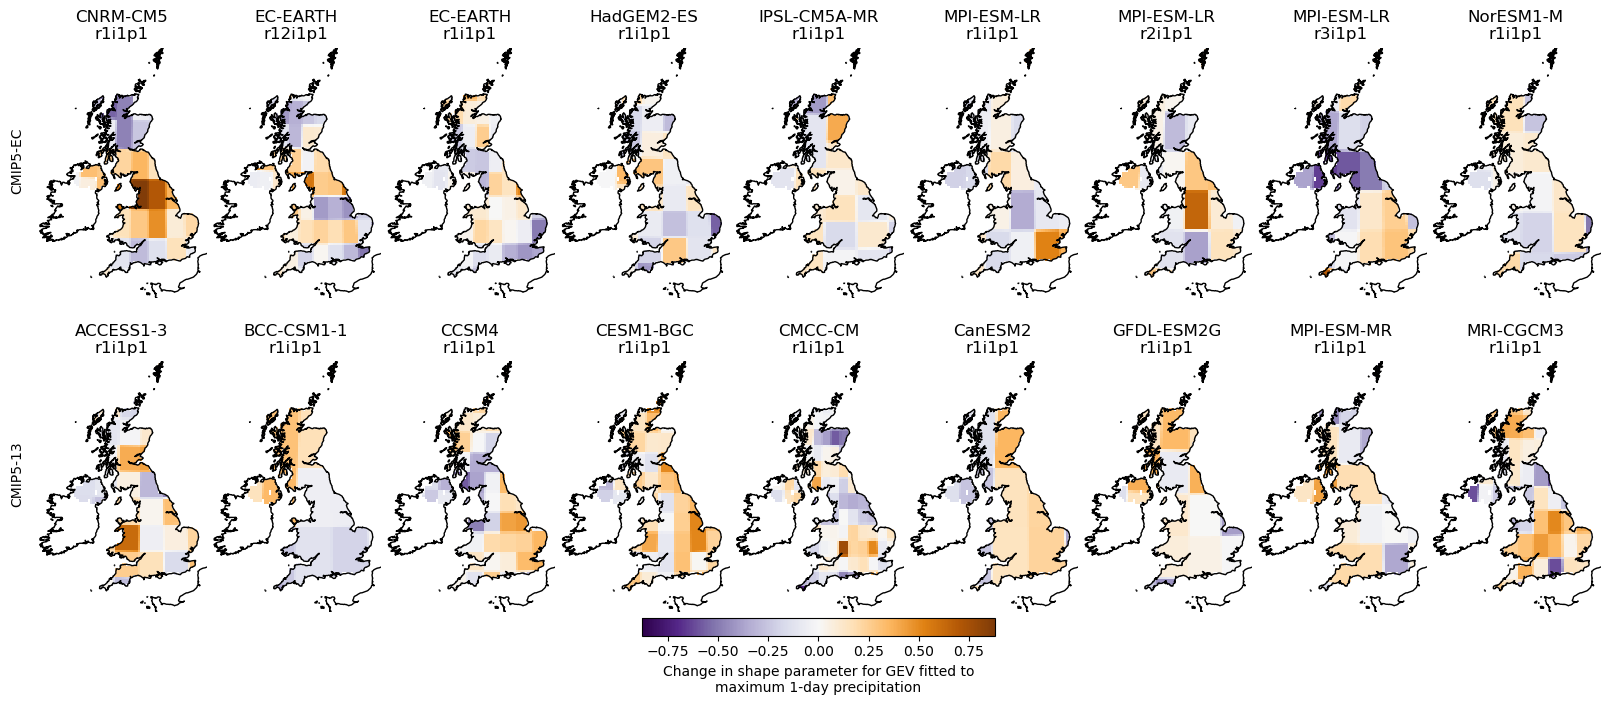 CNRM-CM5
r1i1p1
EC-EARTH
r12i1p1
EC-EARTH
r1i1p1
HadGEM2-ES
r1i1p1
IPSL-CM5A-MR
r1i1p1
MPI-ESM-LR
r1i1p1
MPI-ESM-LR
r2i1p1
MPI-ESM-LR
r3i1p1
NorESM1-M
r1i1p1
CMIP5-EC
ACCESS1-3
r1i1p1
BCC-CSM1-1
r1i1p1
CCSM4
r1i1p1
CESM1-BGC
r1i1p1
CMCC-CM
r1i1p1
CanESM2
r1i1p1
GFDL-ESM2G
r1i1p1
MPI-ESM-MR
r1i1p1
MRI-CGCM3
r1i1p1
CMIP5-13
−0.75 −0.50 −0.25 0.00 0.25 0.50 0.75
Change in shape parameter for GEV fitted to
maximum 1-day precipitation